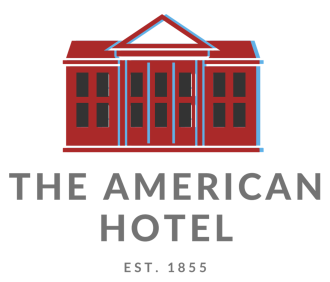 THE AMERICAN
HOTEL
EST. 1855